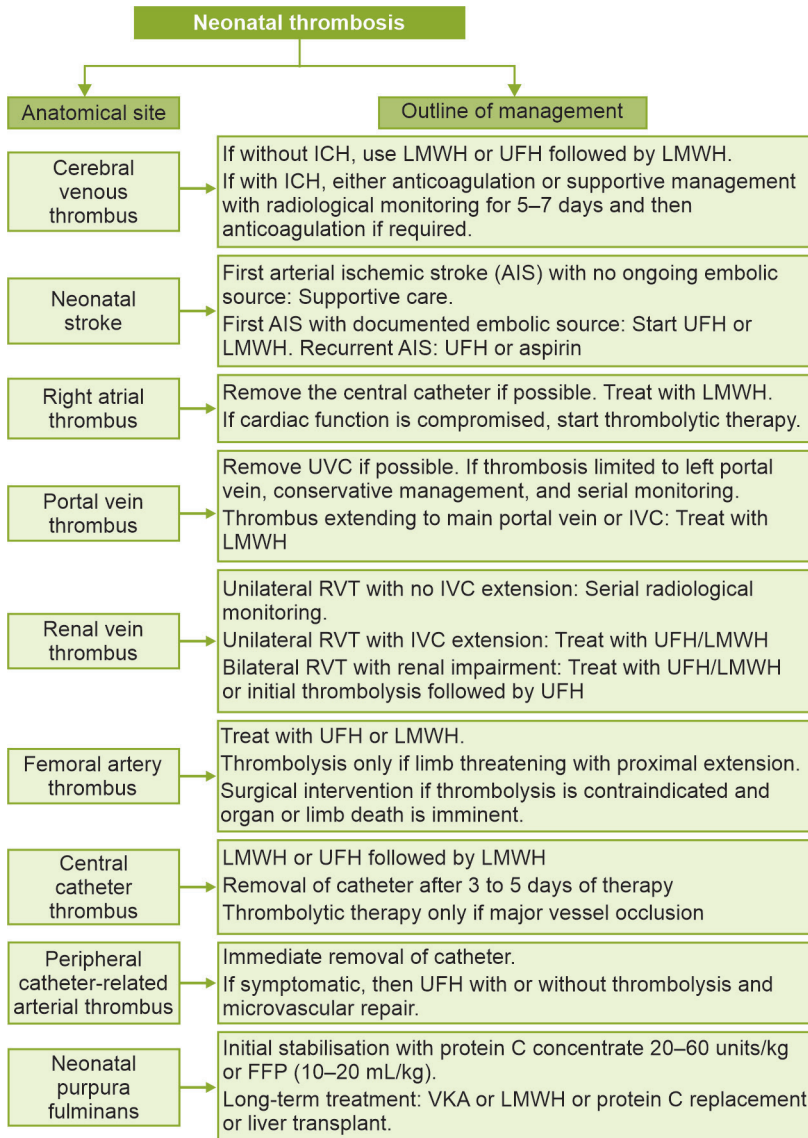 Neonatal thrombosis
Anatomical site
Outline of management
Cerebral
venous
thrombus
If without ICH, use LMWH or UFH followed by LMWH.
If with ICH, either anticoagulation or supportive management
with radiological monitoring for 5–7 days and then
anticoagulation if required.
Neonatal
stroke
First arterial ischemic stroke (AIS) with no ongoing embolic
source: Supportive care.
First AIS with documented embolic source: Start UFH or
LMWH. Recurrent AIS: UFH or aspirin
Right atrial
thrombus
Remove the central catheter if possible. Treat with LMWH.
If cardiac function is compromised, start thrombolytic therapy.
Portal vein
thrombus
Remove UVC if possible. If thrombosis limited to left portal
vein, conservative management, and serial monitoring.
Thrombus extending to main portal vein or IVC: Treat with
LMWH
Renal vein
thrombus
Unilateral RVT with no IVC extension: Serial radiological
monitoring.
Unilateral RVT with IVC extension: Treat with UFH/LMWH
Bilateral RVT with renal impairment: Treat with UFH/LMWH
or initial thrombolysis followed by UFH
Femoral artery
thrombus
Treat with UFH or LMWH.
Thrombolysis only if limb threatening with proximal extension.
Surgical intervention if thrombolysis is contraindicated and
organ or limb death is imminent.
Central
catheter
thrombus
LMWH or UFH followed by LMWH
Removal of catheter after 3 to 5 days of therapy
Thrombolytic therapy only if major vessel occlusion
Peripheral
catheter-related
arterial thrombus
Immediate removal of catheter.
If symptomatic, then UFH with or without thrombolysis and
microvascular repair.
Neonatal
purpura
fulminans
Initial stabilisation with protein C concentrate 20–60 units/kg
or FFP (10–20 mL/kg).
Long-term treatment: VKA or LMWH or protein C replacement
or liver transplant.